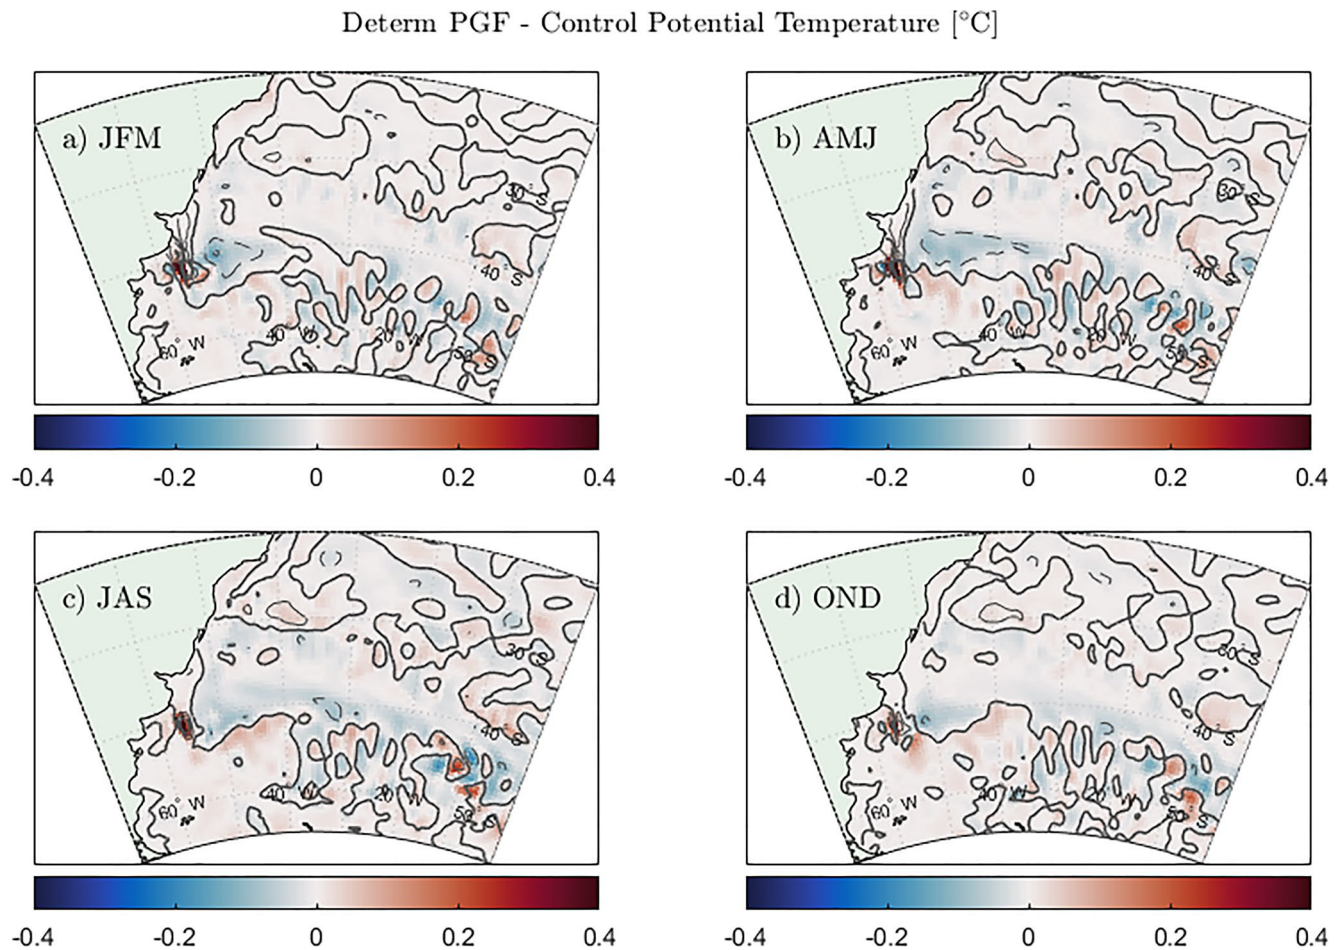 Determ PGF - Control Potential Temperature [°C]
a) JFM
30° S
40° S
60° W
40° W
20° W
50° S
-0.4 -0.2 0 0.2 0.4
b) AMJ
30° S
40° S
60° W
40° W
20° W
50° S
-0.4 -0.2 0 0.2 0.4
c) JAS
30° S
40° S
60° W
40° W
20° W
50° S
-0.4 -0.2 0 0.2 0.4
d) OND
30° S
40° S
60° W
40° W
20° W
50° S
-0.4 -0.2 0 0.2 0.4